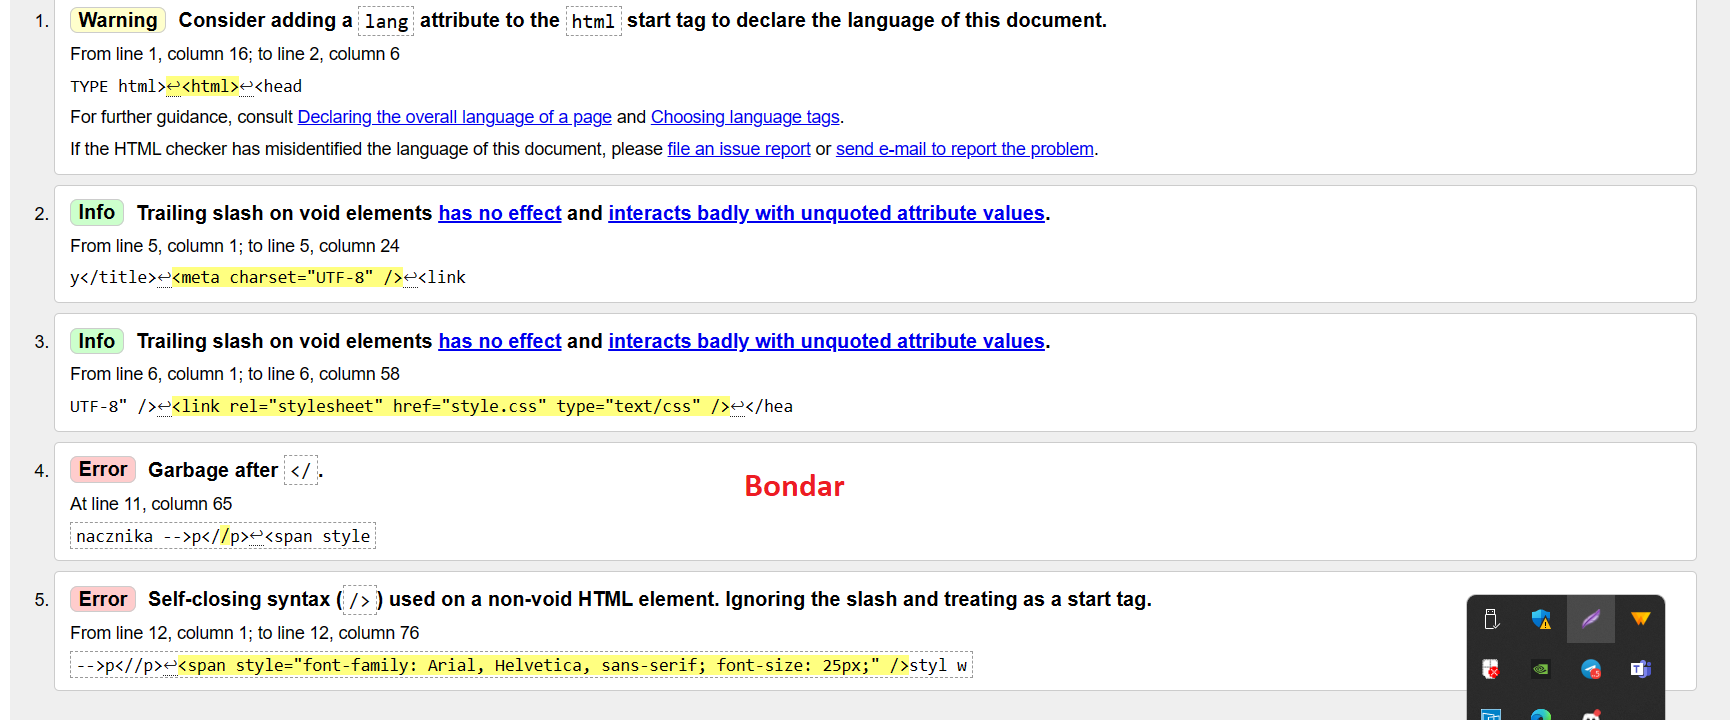 1. Warning Consider adding a lang attribute to the html start tag to declare the language of this document.
From line 1, column 16; to line 2, column 6
TYPE html>↩<html>↩<head
For further guidance, consult Declaring the overall language of a page and Choosing language tags.
If the HTML checker has misidentified the language of this document, please file an issue report or send e-mail to report the problem.
2. Info Trailing slash on void elements has no effect and interacts badly with unquoted attribute values.
From line 5, column 1; to line 5, column 24
y</title>↩<meta charset="UTF-8" />↩<link
3. Info Trailing slash on void elements has no effect and interacts badly with unquoted attribute values.
From line 6, column 1; to line 6, column 58
UTF-8" />↩<link rel="stylesheet" href="style.css" type="text/css" />↩</hea
4. Error Garbage after </.
Bondar
At line 11, column 65
nacznika -->p<//p>↩<span style
5. Error Self-closing syntax (/>) used on a non-void HTML element. Ignoring the slash and treating as a start tag.
From line 12, column 1; to line 12, column 76
-->p<//p>↩<span style="font-family: Arial, Helvetica, sans-serif; font-size: 25px;" />styl w